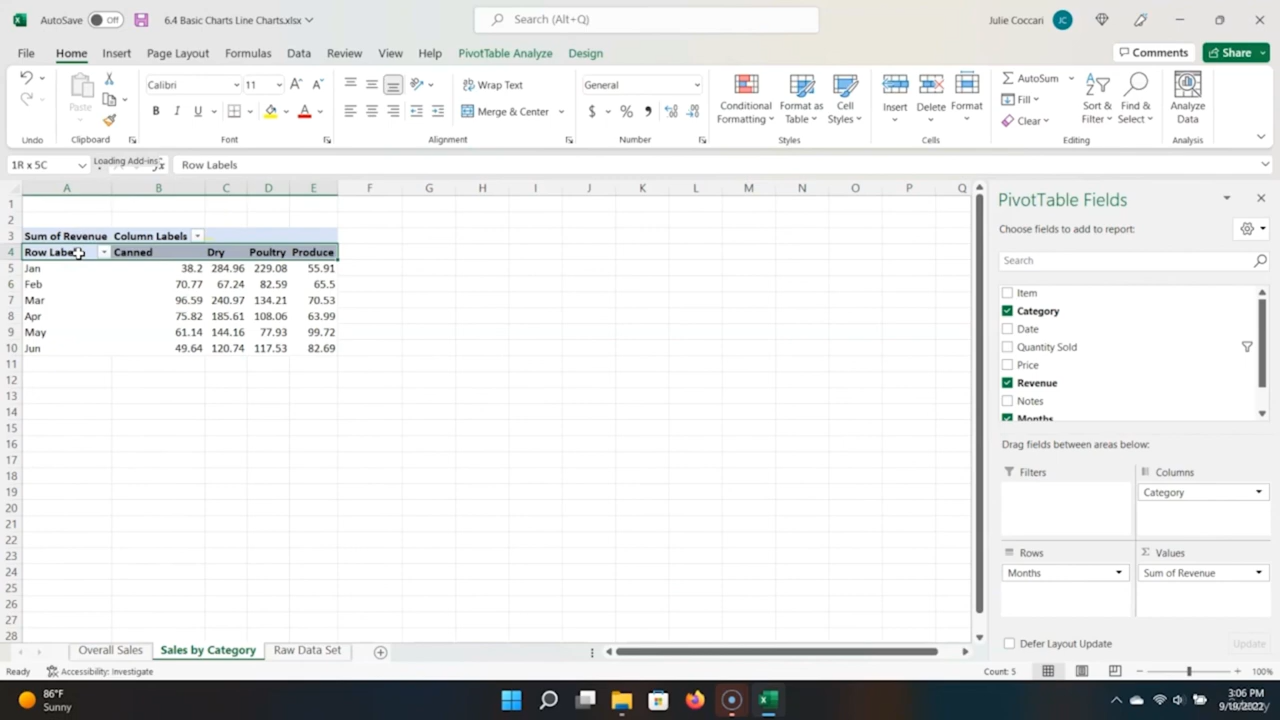 AutoSave Off 6.4 Basic Charts Line Charts.xlsx Search (Alt+Q) Julie Coccari JC
File Home Insert Page Layout Formulas Data Review View Help PivotTable Analyze Design Comments Share
Paste Calibri 11 Wrap Text General Conditional Formatting Format as Table Cell Styles Insert Delete Format AutoSum Sort & Filter Find & Select Analyze Data
B I U Merge & Center $ % Fill
Clear
Undo Clipboard Font Alignment Number Styles Cells Editing Analysis
1R x 5C Loading Add-ins Row Labels
A B C D E F G H I J K L M N O P Q
1
2
3 Sum of Revenue Column Labels
4 Row Labels Canned Dry Poultry Produce
5 Jan 38.2 284.96 229.08 55.91
6 Feb 70.77 67.24 82.59 65.5
7 Mar 96.59 240.97 134.21 70.53
8 Apr 75.82 185.61 108.06 63.99
9 May 61.14 144.16 77.93 99.72
10 Jun 49.64 120.74 117.53 82.69
11
12
13
14
15
16
17
18
19
20
21
22
23
24
25
26
27
28
PivotTable Fields
Choose fields to add to report:
Search
Item
Category
Date
Quantity Sold
Price
Revenue
Notes
Months
Drag fields between areas below:
Filters Columns
Category
Rows Values
Months Sum of Revenue
Defer Layout Update Update
Overall Sales Sales by Category Raw Data Set
Ready Accessibility: Investigate Count: 5 100%
86°F
Sunny
3:06 PM
9/19/2022